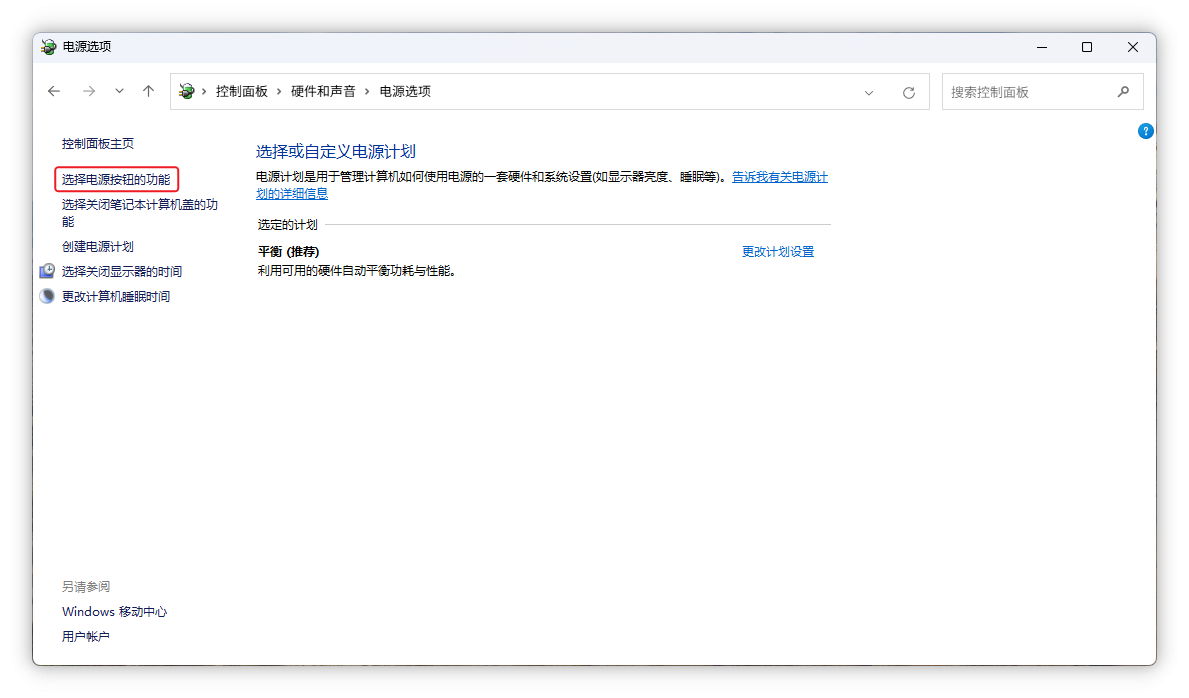 电源选项
控制面板 › 硬件和声音 › 电源选项
搜索控制面板
控制面板主页
选择电源按钮的功能
选择关闭笔记本计算机盖的功
能
创建电源计划
选择关闭显示器的时间
更改计算机睡眠时间
选择或自定义电源计划
电源计划是用于管理计算机如何使用电源的一套硬件和系统设置(如显示器亮度、睡眠等)。告诉我有关电源计
划的详细信息
选定的计划
平衡 (推荐) 更改计划设置
利用可用的硬件自动平衡功耗与性能。
另请参阅
Windows 移动中心
用户帐户